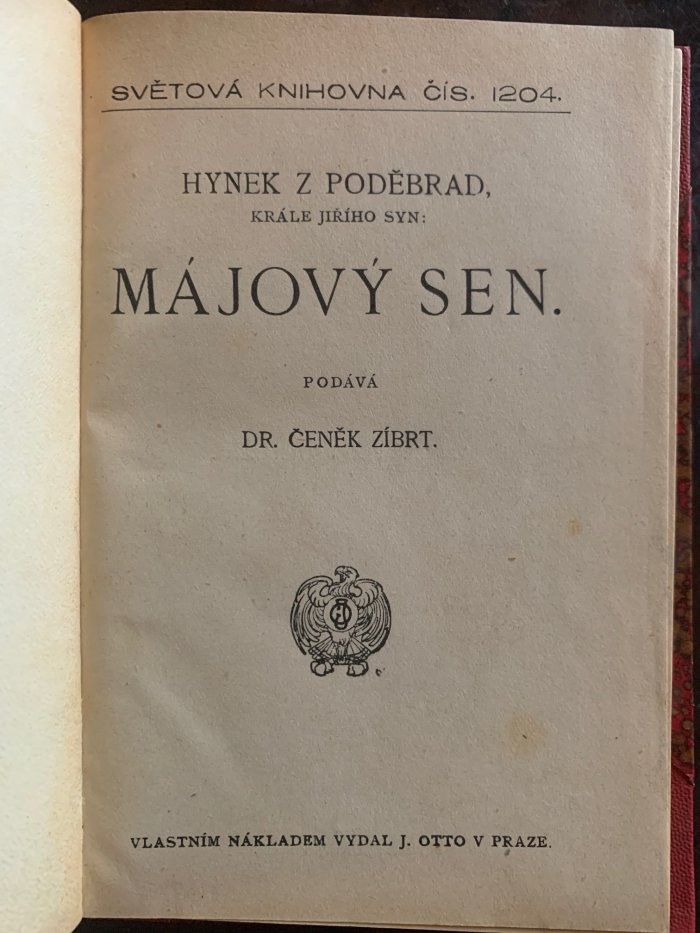 SVĚTOVÁ KNIHOVNA ČÍS. 1204.
HYNEK Z PODĚBRAD,
KRÁLE JIŘÍHO SYN:
MÁJOVÝ SEN.
PODÁVÁ
DR. ČENĚK ZÍBRT.
VLASTNÍM NÁKLADEM VYDAL J. OTTO V PRAZE.